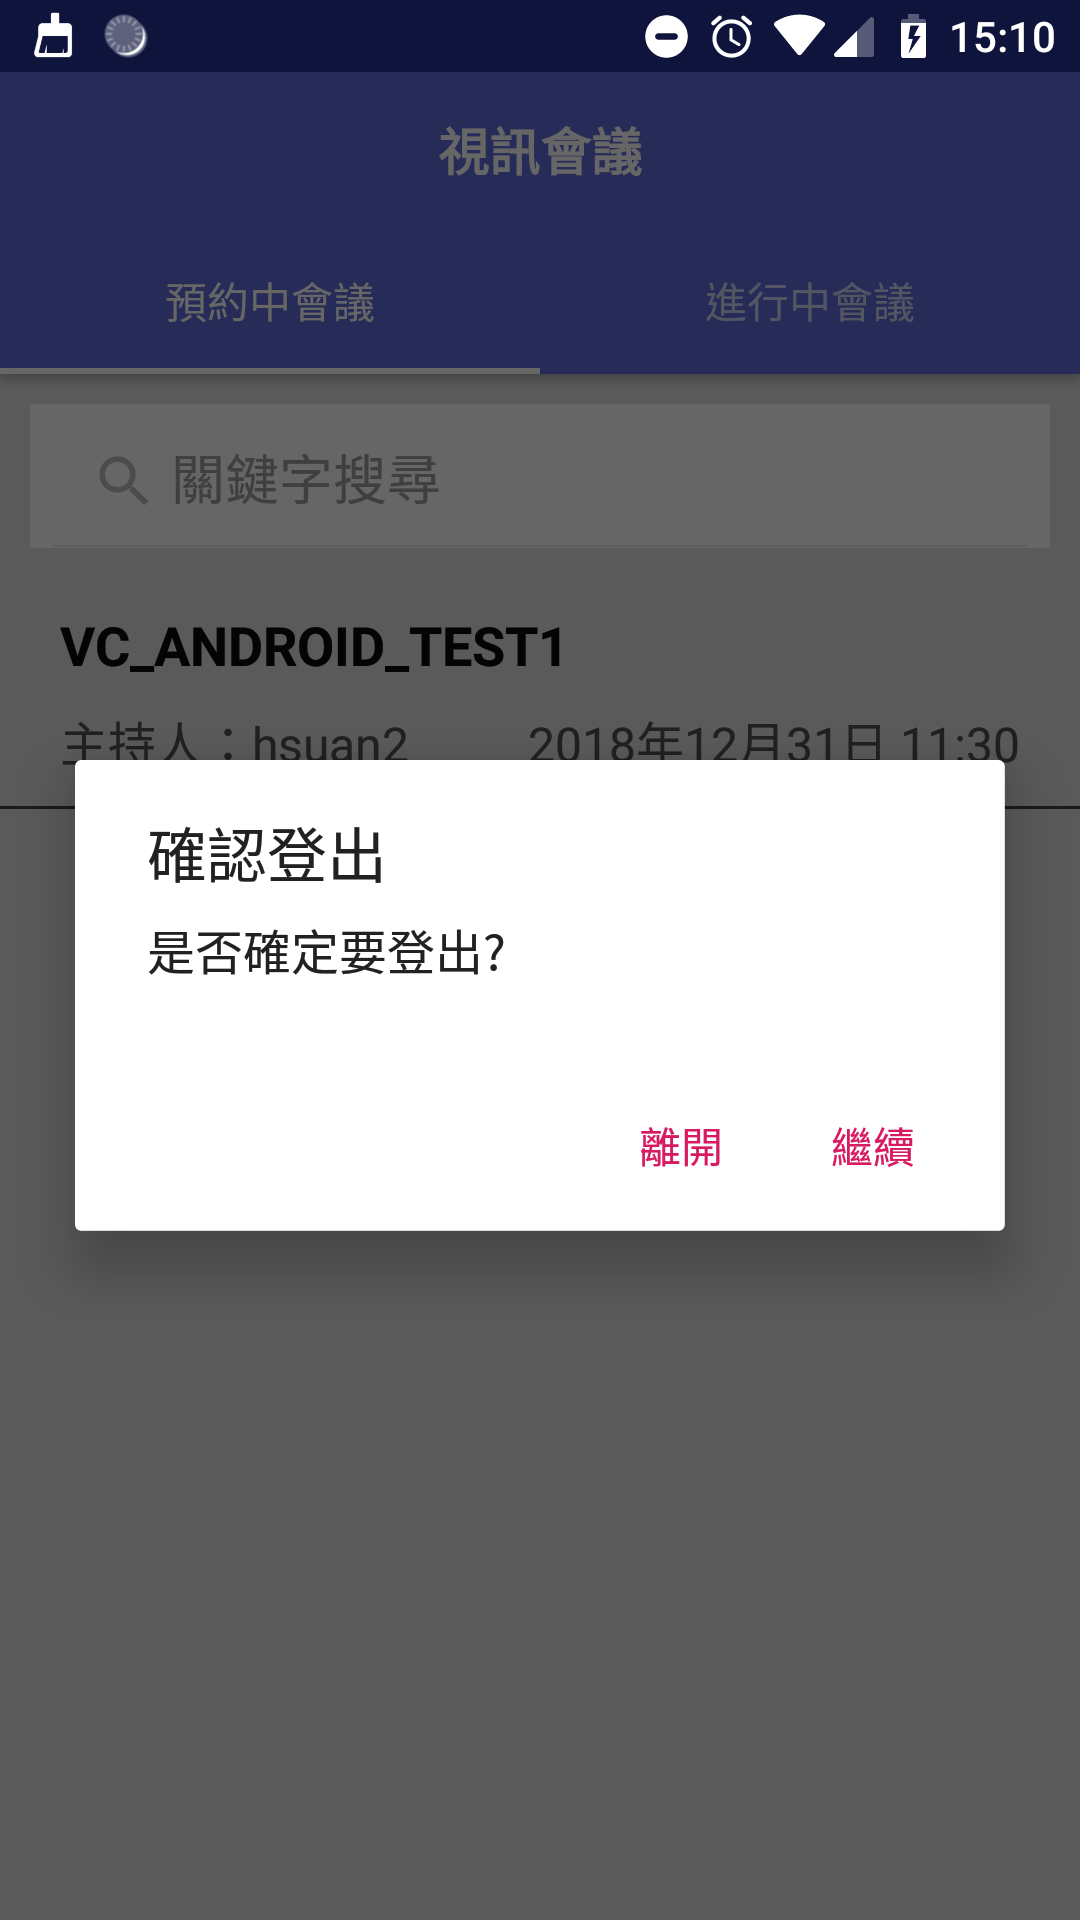 15:10
視訊會議
預約中會議 進行中會議
關鍵字搜尋
VC_ANDROID_TEST1
主持人：hsuan2 2018年12月31日 11:30
確認登出
是否確定要登出?
離開 繼續